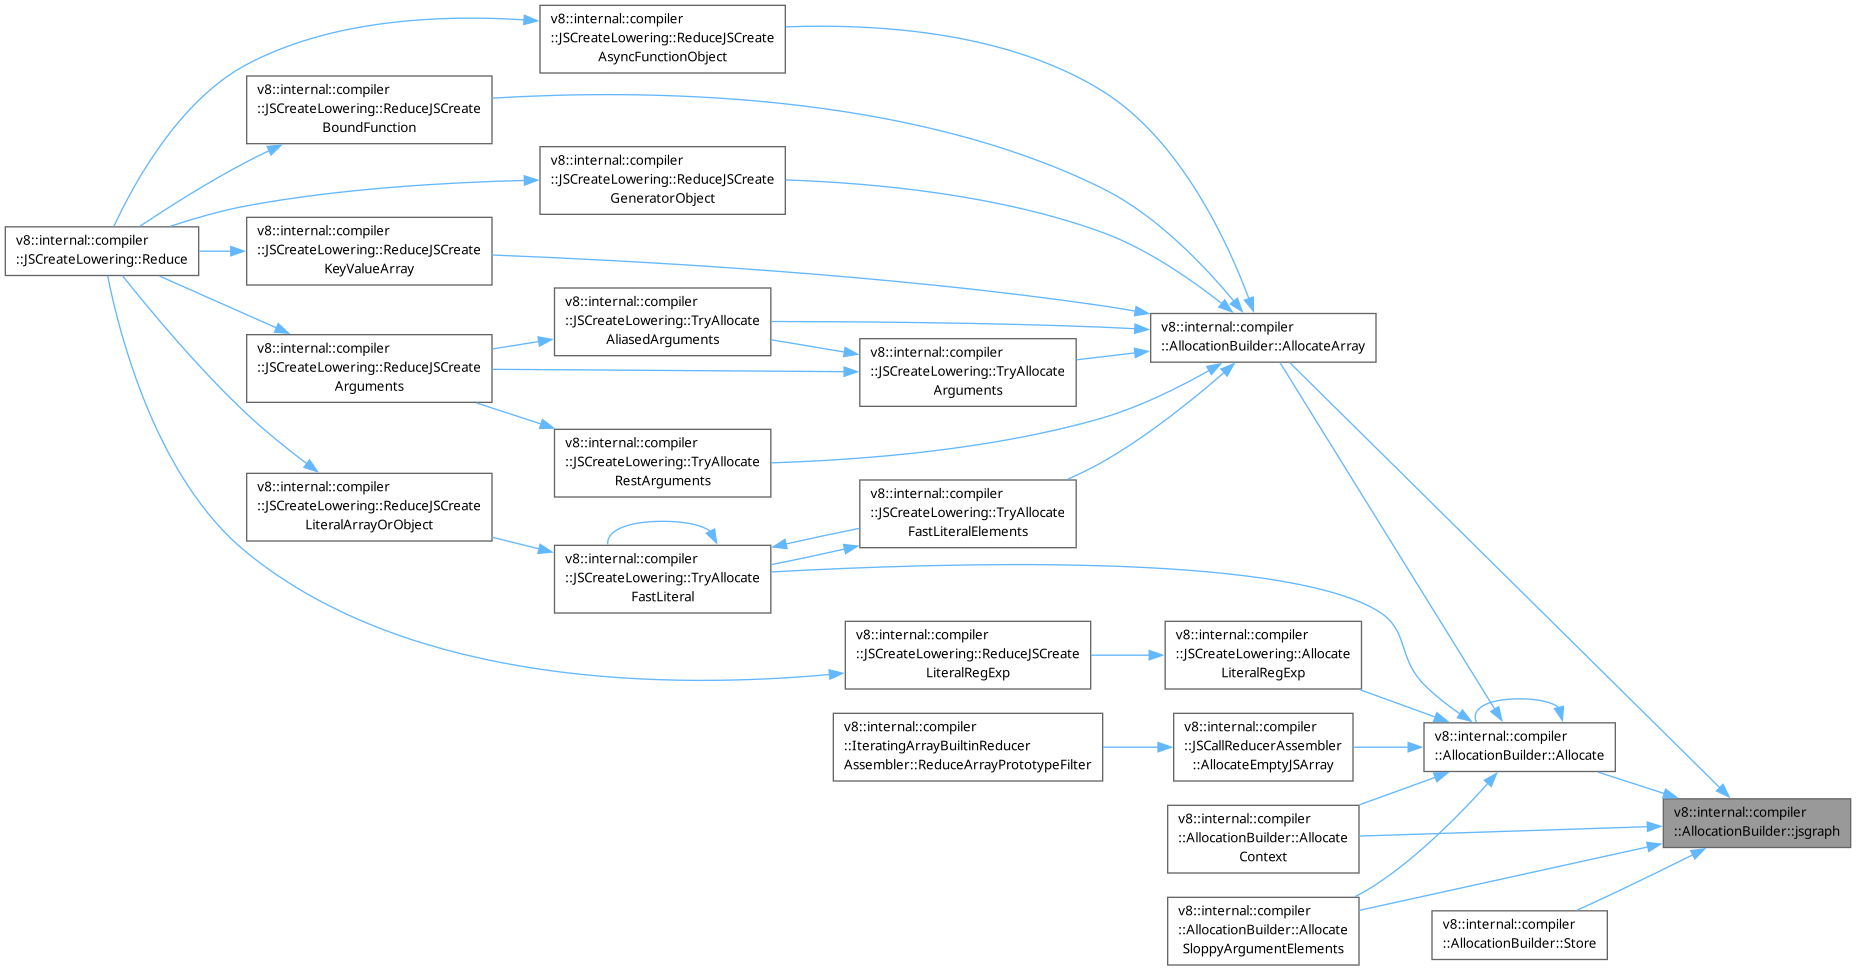 v8::internal::compiler
::JSCreateLowering::ReduceJSCreate
AsyncFunctionObject
v8::internal::compiler
::JSCreateLowering::ReduceJSCreate
BoundFunction
v8::internal::compiler
::JSCreateLowering::ReduceJSCreate
GeneratorObject
v8::internal::compiler
::JSCreateLowering::Reduce
v8::internal::compiler
::JSCreateLowering::ReduceJSCreate
KeyValueArray
v8::internal::compiler
::JSCreateLowering::TryAllocate
AliasedArguments
v8::internal::compiler
::AllocationBuilder::AllocateArray
v8::internal::compiler
::JSCreateLowering::ReduceJSCreate
Arguments
v8::internal::compiler
::JSCreateLowering::TryAllocate
Arguments
v8::internal::compiler
::JSCreateLowering::TryAllocate
RestArguments
v8::internal::compiler
::JSCreateLowering::ReduceJSCreate
LiteralArrayOrObject
v8::internal::compiler
::JSCreateLowering::TryAllocate
FastLiteralElements
v8::internal::compiler
::JSCreateLowering::TryAllocate
FastLiteral
v8::internal::compiler
::JSCreateLowering::ReduceJSCreate
LiteralRegExp
v8::internal::compiler
::JSCreateLowering::Allocate
LiteralRegExp
v8::internal::compiler
::IteratingArrayBuiltinReducer
Assembler::ReduceArrayPrototypeFilter
v8::internal::compiler
::JSCallReducerAssembler
::AllocateEmptyJSArray
v8::internal::compiler
::AllocationBuilder::Allocate
v8::internal::compiler
::AllocationBuilder::jsgraph
v8::internal::compiler
::AllocationBuilder::Allocate
Context
v8::internal::compiler
::AllocationBuilder::Allocate
SloppyArgumentElements
v8::internal::compiler
::AllocationBuilder::Store